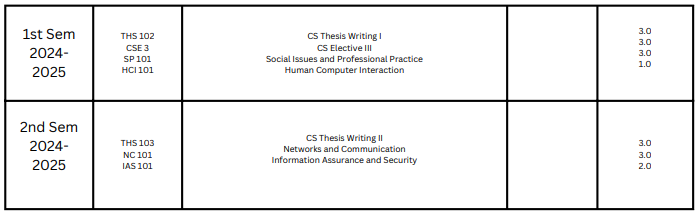 1st Sem
2024-
2025
THS 102
CSE 3
SP 101
HCI 101
CS Thesis Writing I
CS Elective III
Social Issues and Professional Practice
Human Computer Interaction
3.0
3.0
3.0
1.0
2nd Sem
2024-
2025
THS 103
NC 101
IAS 101
CS Thesis Writing II
Networks and Communication
Information Assurance and Security
3.0
3.0
2.0